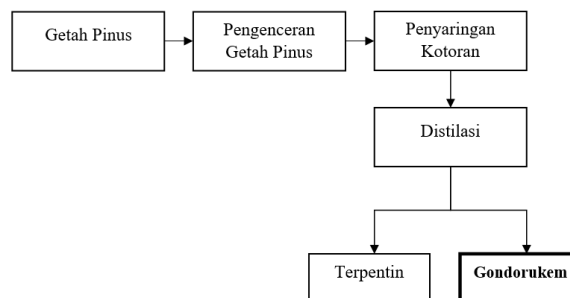 Getah Pinus
Pengenceran
Getah Pinus
Penyaringan
Kotoran
Distilasi
Terpentin
Gondorukem